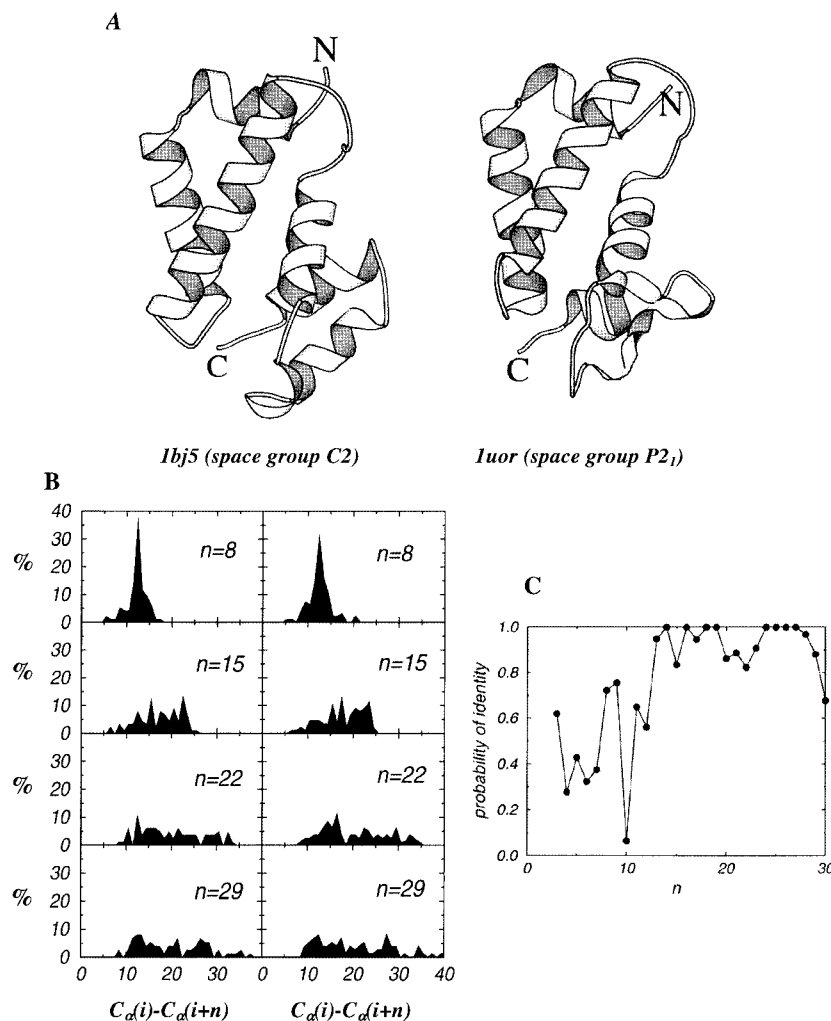 A
N
N
C
C
1bj5 (space group C2)
1uor (space group P2₁)
B
40
30
%
20
10
0
n=8
n=8
30
%
20
10
0
n=15
n=15
30
%
20
10
0
n=22
n=22
30
%
20
10
0
n=29
n=29
0 10 20 30 0 10 20 30 40
Cα(i)-Cα(i+n)
Cα(i)-Cα(i+n)
C
probability of identity
1.0
0.8
0.6
0.4
0.2
0.0
0 10 20 30
n